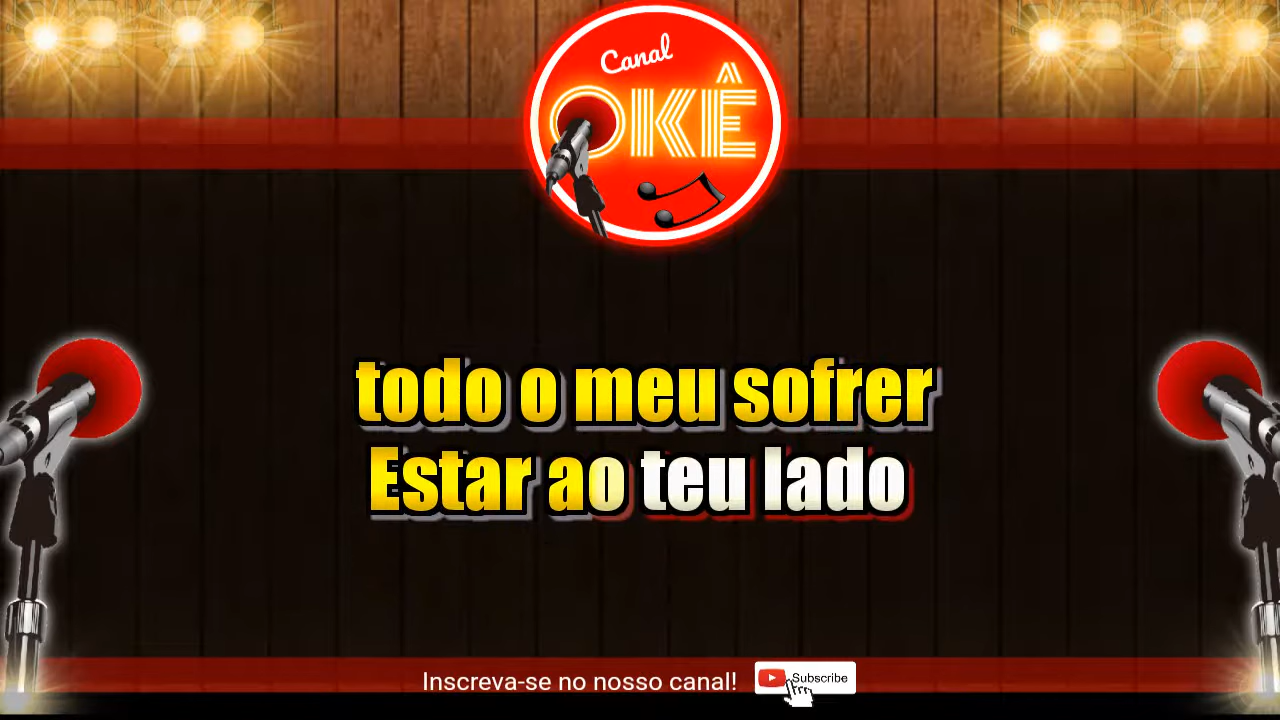 Canal
OKÊ
todo o meu sofrer
Estar ao teu lado
Inscreva-se no nosso canal!
Subscribe